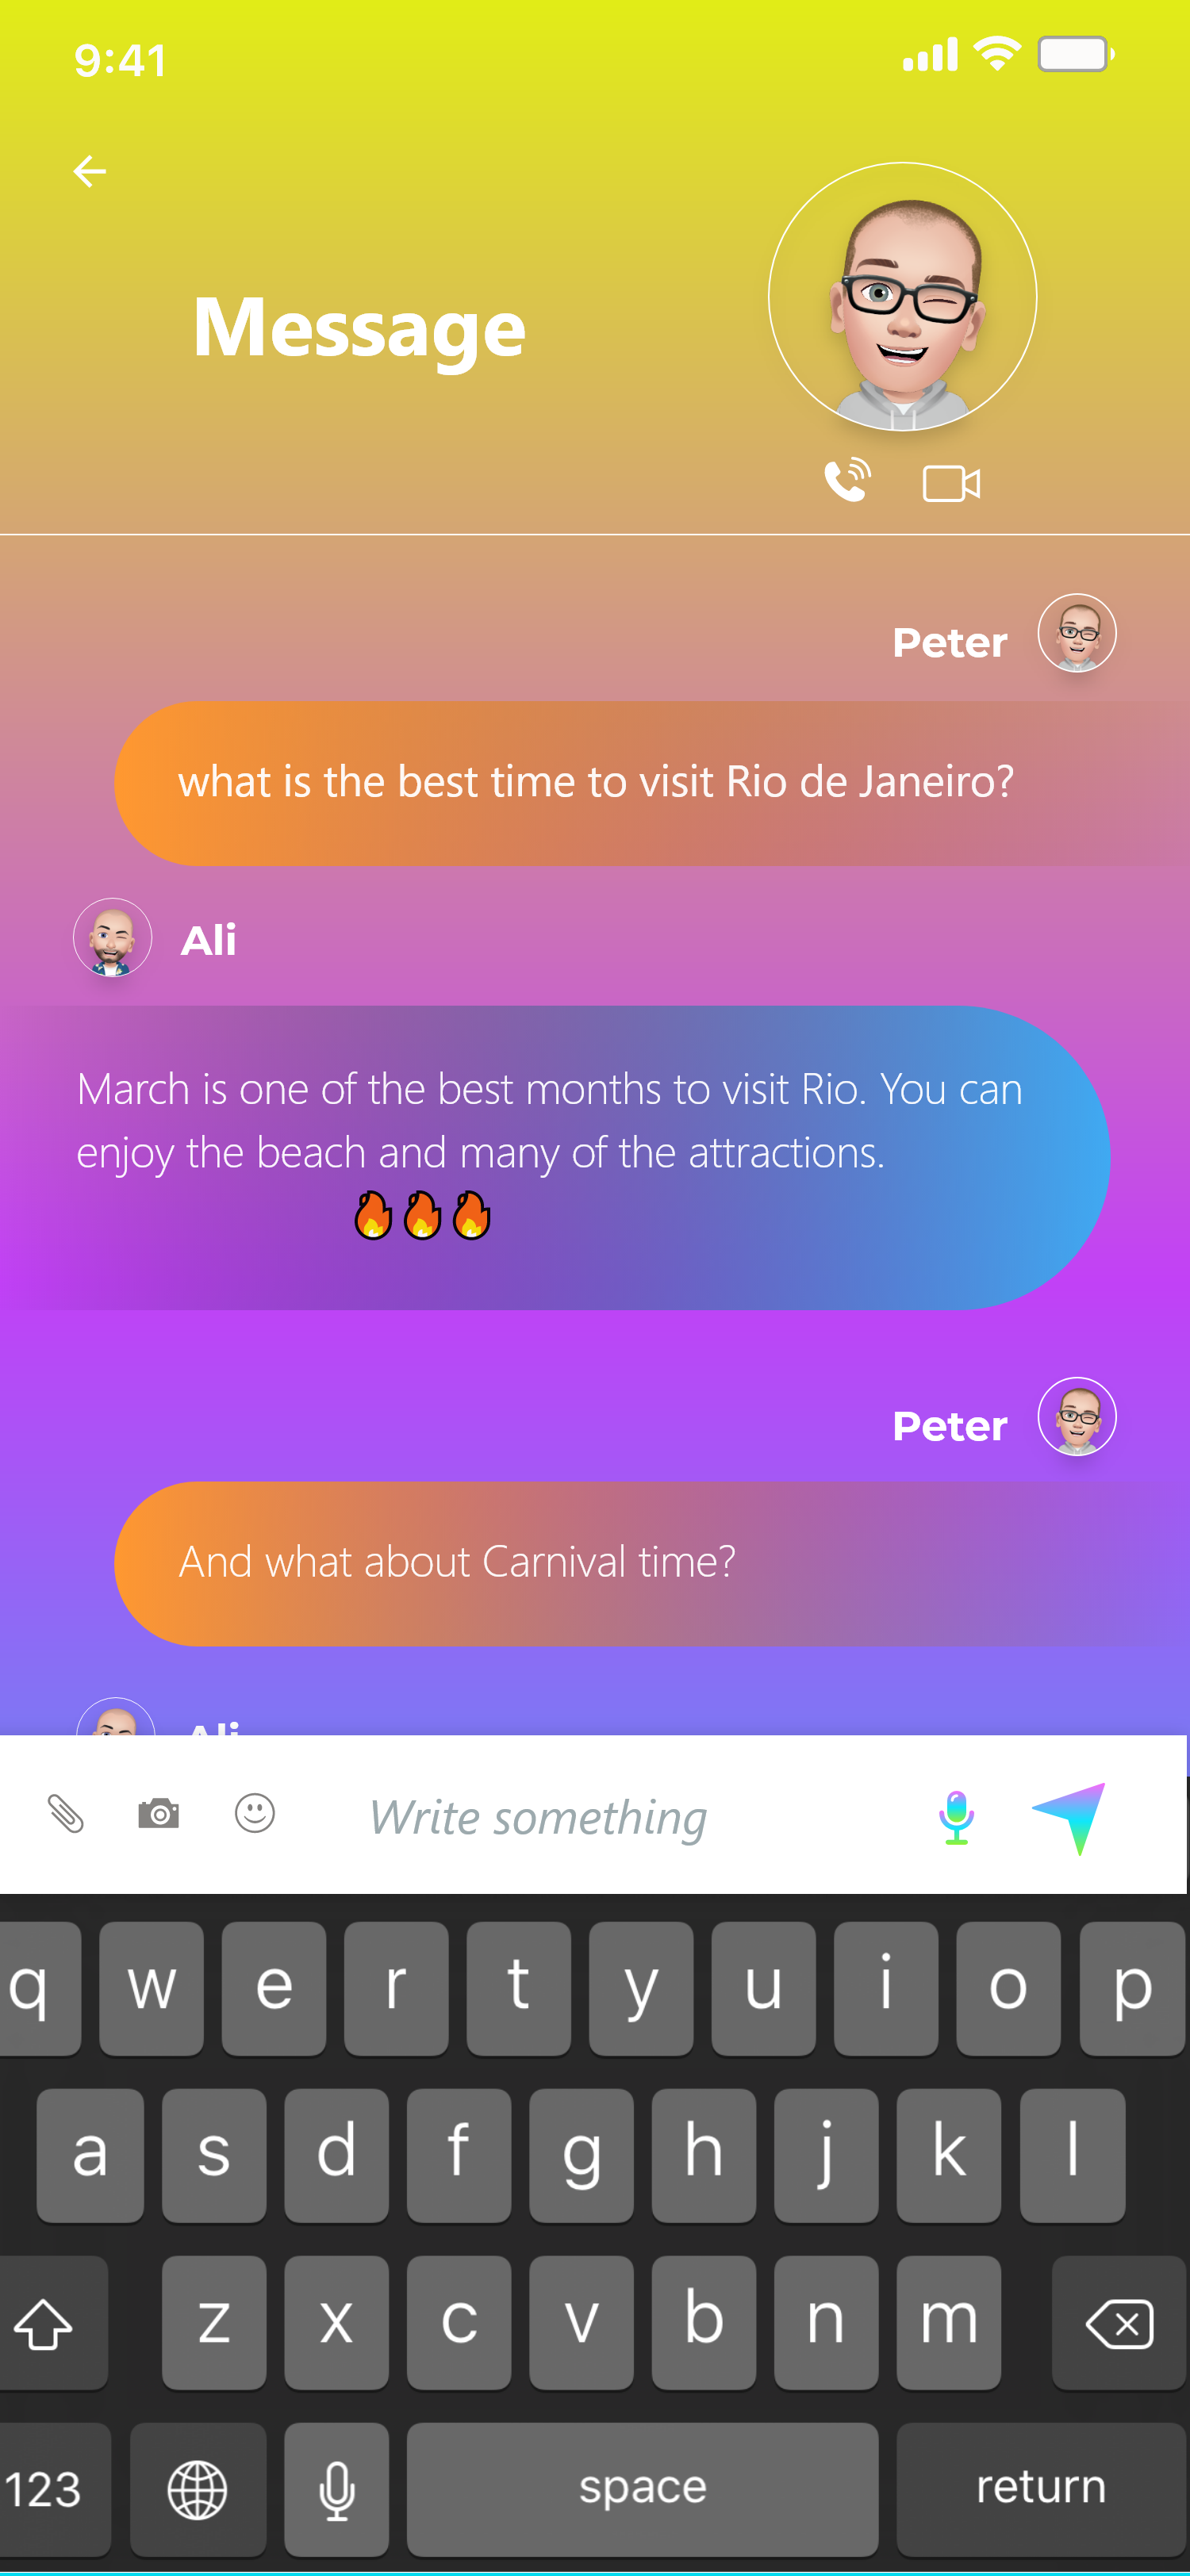 9:41
Message
Peter
what is the best time to visit Rio de Janeiro?
Ali
March is one of the best months to visit Rio. You can
enjoy the beach and many of the attractions.
🔥🔥🔥
Peter
And what about Carnival time?
Ali
Write something
q w e r t y u i o p
a s d f g h j k l
z x c v b n m
123 space return